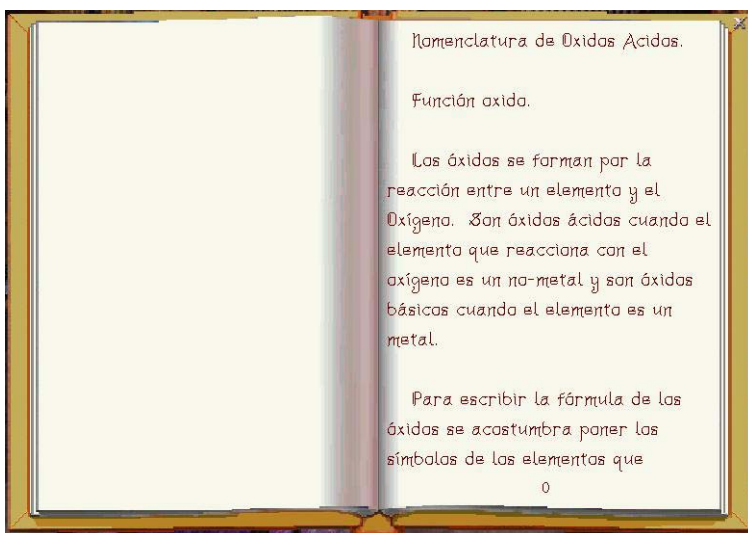 Nomenclatura de Oxidos Acidos.
Función oxido.
Los óxidos se forman por la
reacción entre un elemento y el
Oxígeno. Son óxidos ácidos cuando el
elemento que reacciona con el
oxígeno es un no-metal y son óxidos
básicos cuando el elemento es un
metal.
Para escribir la fórmula de los
óxidos se acostumbra poner los
símbolos de los elementos que
0